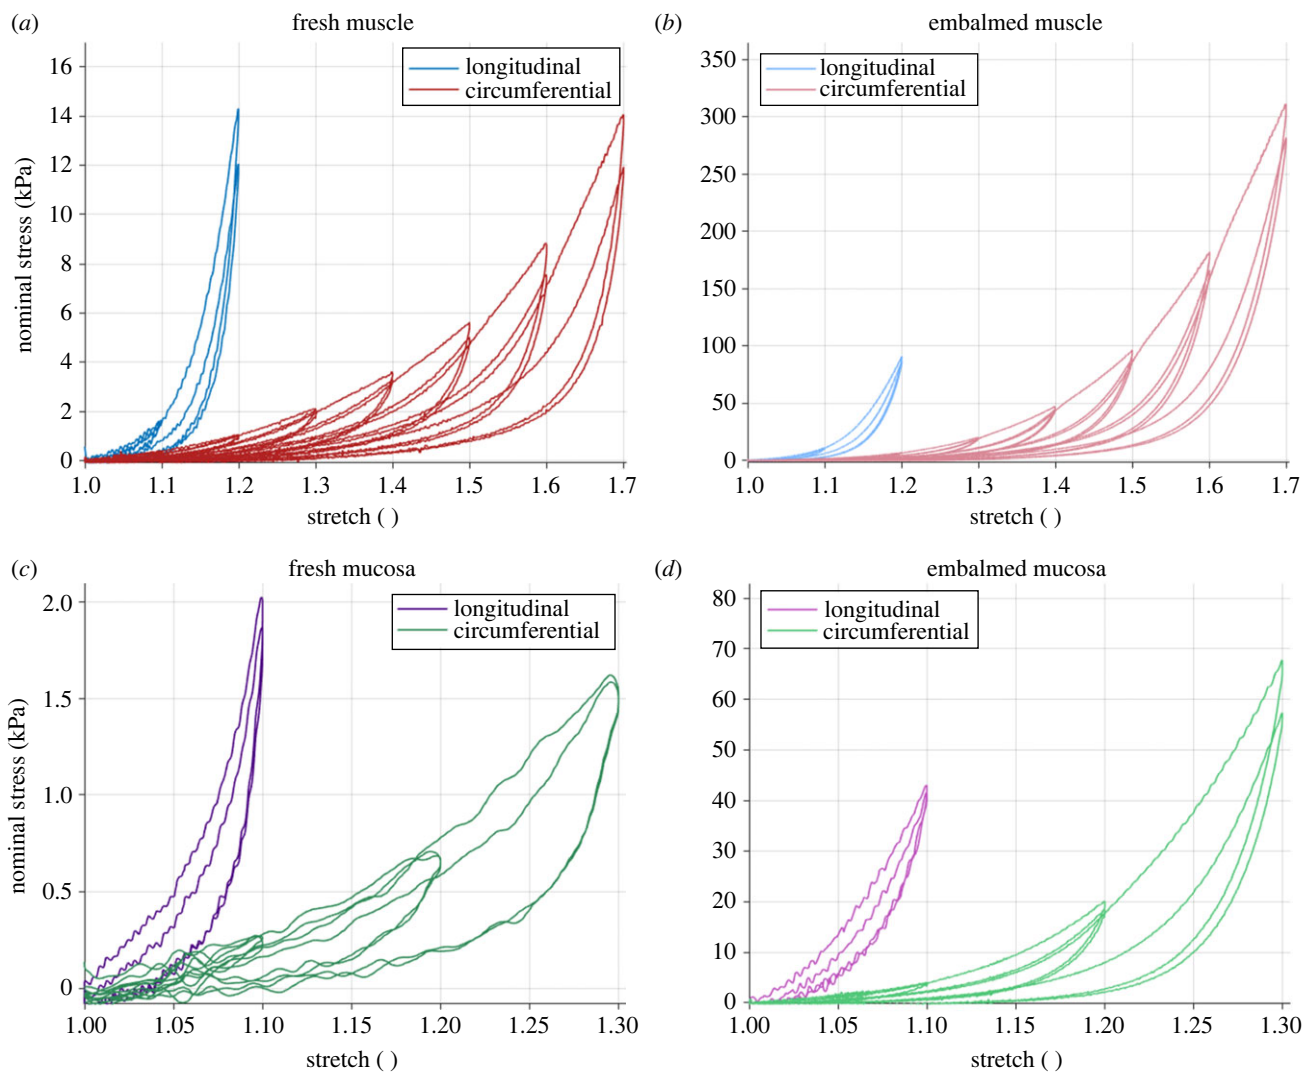 (a) fresh muscle
16
14
12
10
8
6
4
2
0
nominal stress (kPa)
longitudinal
circumferential
1.0 1.1 1.2 1.3 1.4 1.5 1.6 1.7
stretch ( )
(b) embalmed muscle
350
300
250
200
150
100
50
0
longitudinal
circumferential
1.0 1.1 1.2 1.3 1.4 1.5 1.6 1.7
stretch ( )
(c) fresh mucosa
2.0
1.5
1.0
0.5
0
nominal stress (kPa)
longitudinal
circumferential
1.00 1.05 1.10 1.15 1.20 1.25 1.30
stretch ( )
(d) embalmed mucosa
80
70
60
50
40
30
20
10
0
longitudinal
circumferential
1.00 1.05 1.10 1.15 1.20 1.25 1.30
stretch ( )